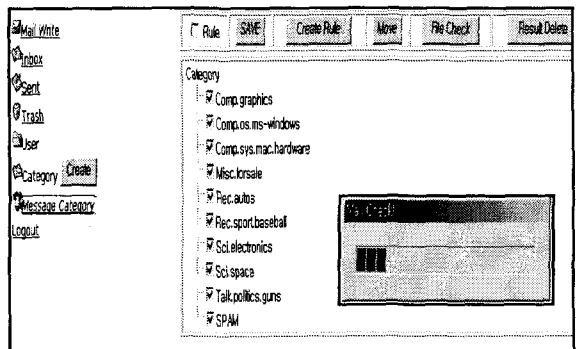 Mail Write
Inbox
Sent
Trash
User
Category Create
Message Category
Logout
Rule SAVE Create Rule Move File Check Result Delete
Category
Comp.graphics
Comp.os.ms-windows
Comp.sys.mac.hardware
Misc.forsale
Rec.autos
Rec.sport.baseball
Sci.electronics
Sci.space
Talk.politics.guns
SPAM